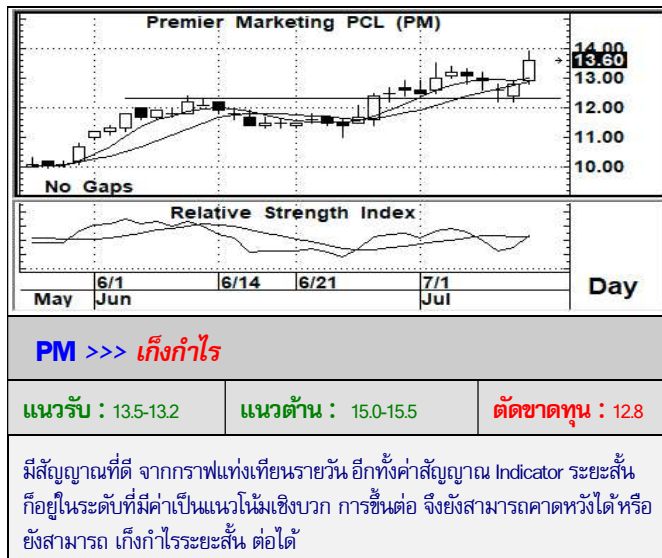 Premier Marketing PCL (PM)
14.00
13.60
13.00
12.00
11.00
10.00
No Gaps
Relative Strength Index
6/1 6/14 6/21 7/1
May Jun Jul
Day
PM >>> เก็งกำไร
แนวรับ : 13.5-13.2 แนวต้าน : 15.0-15.5 ตัดขาดทุน : 12.8
มีสัญญาณที่ดี จากกราฟแท่งเทียนรายวัน อีกทั้งค่าสัญญาณ Indicator ระยะสั้น
ก็อยู่ในระดับที่มีค่าเป็นแนวโน้มเชิงบวก การขึ้นต่อ จึงยังสามารถคาดหวังได้หรือ
ยังสามารถ เก็งกำไรระยะสั้น ต่อได้